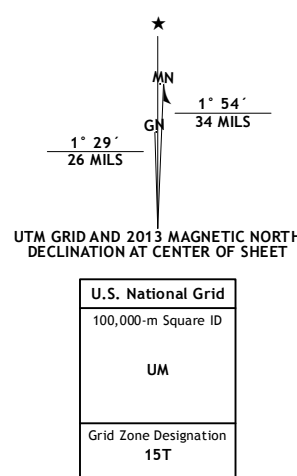 ★
MN
GN
1° 54´
34 MILS
1° 29´
26 MILS
UTM GRID AND 2013 MAGNETIC NORTH
DECLINATION AT CENTER OF SHEET
U.S. National Grid
100,000-m Square ID
UM
Grid Zone Designation
15T